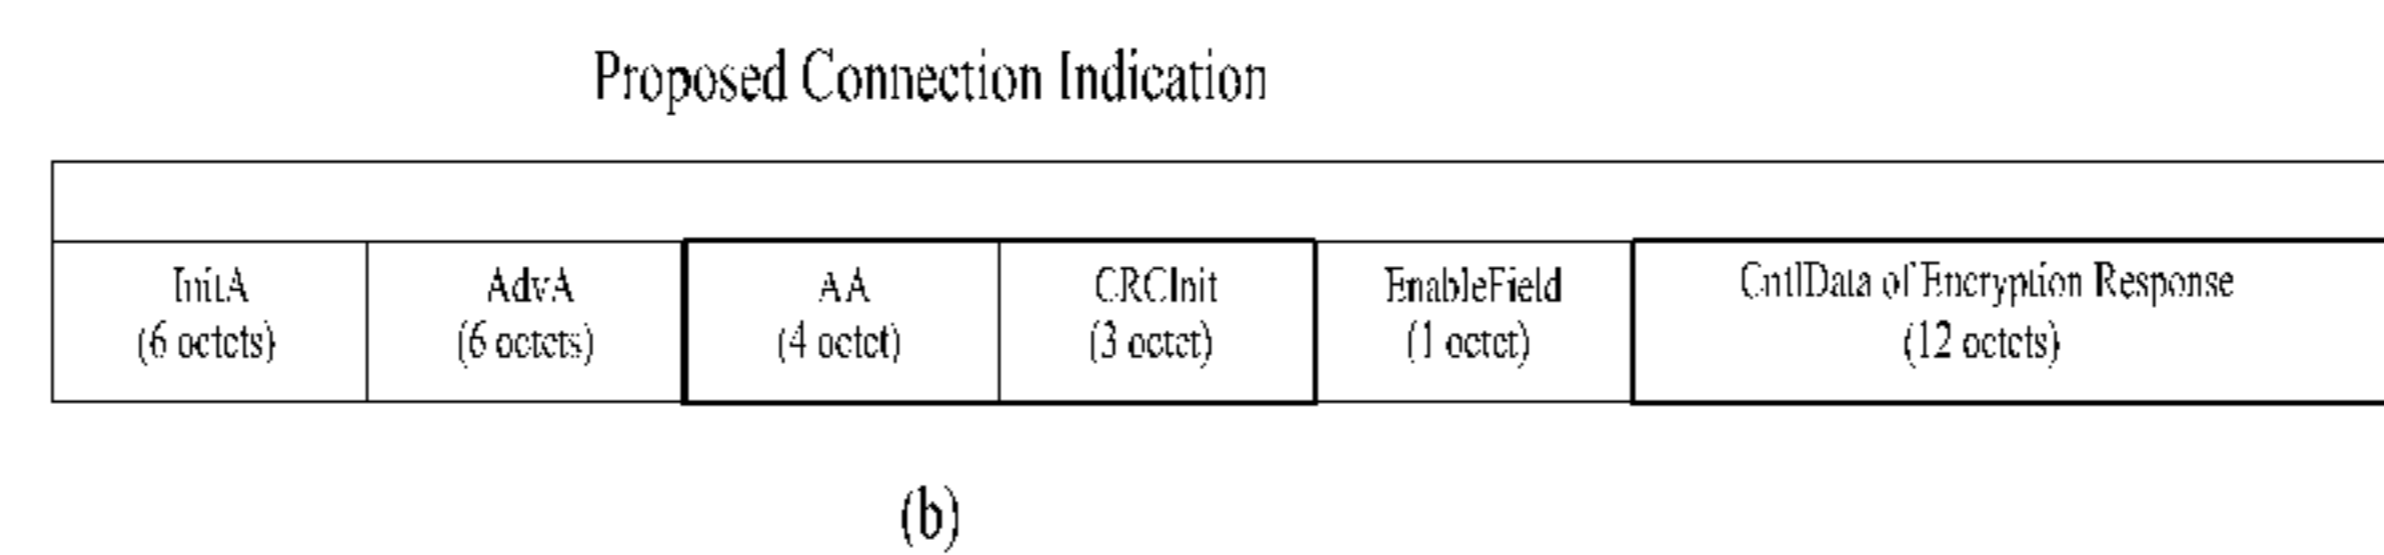 Proposed Connection Indication
InitA
(6 octets)
AdvA
(6 octets)
AA
(4 octet)
CRCInit
(3 octet)
EnableField
(1 octet)
CntlData of Encryption Response
(12 octets)
(b)